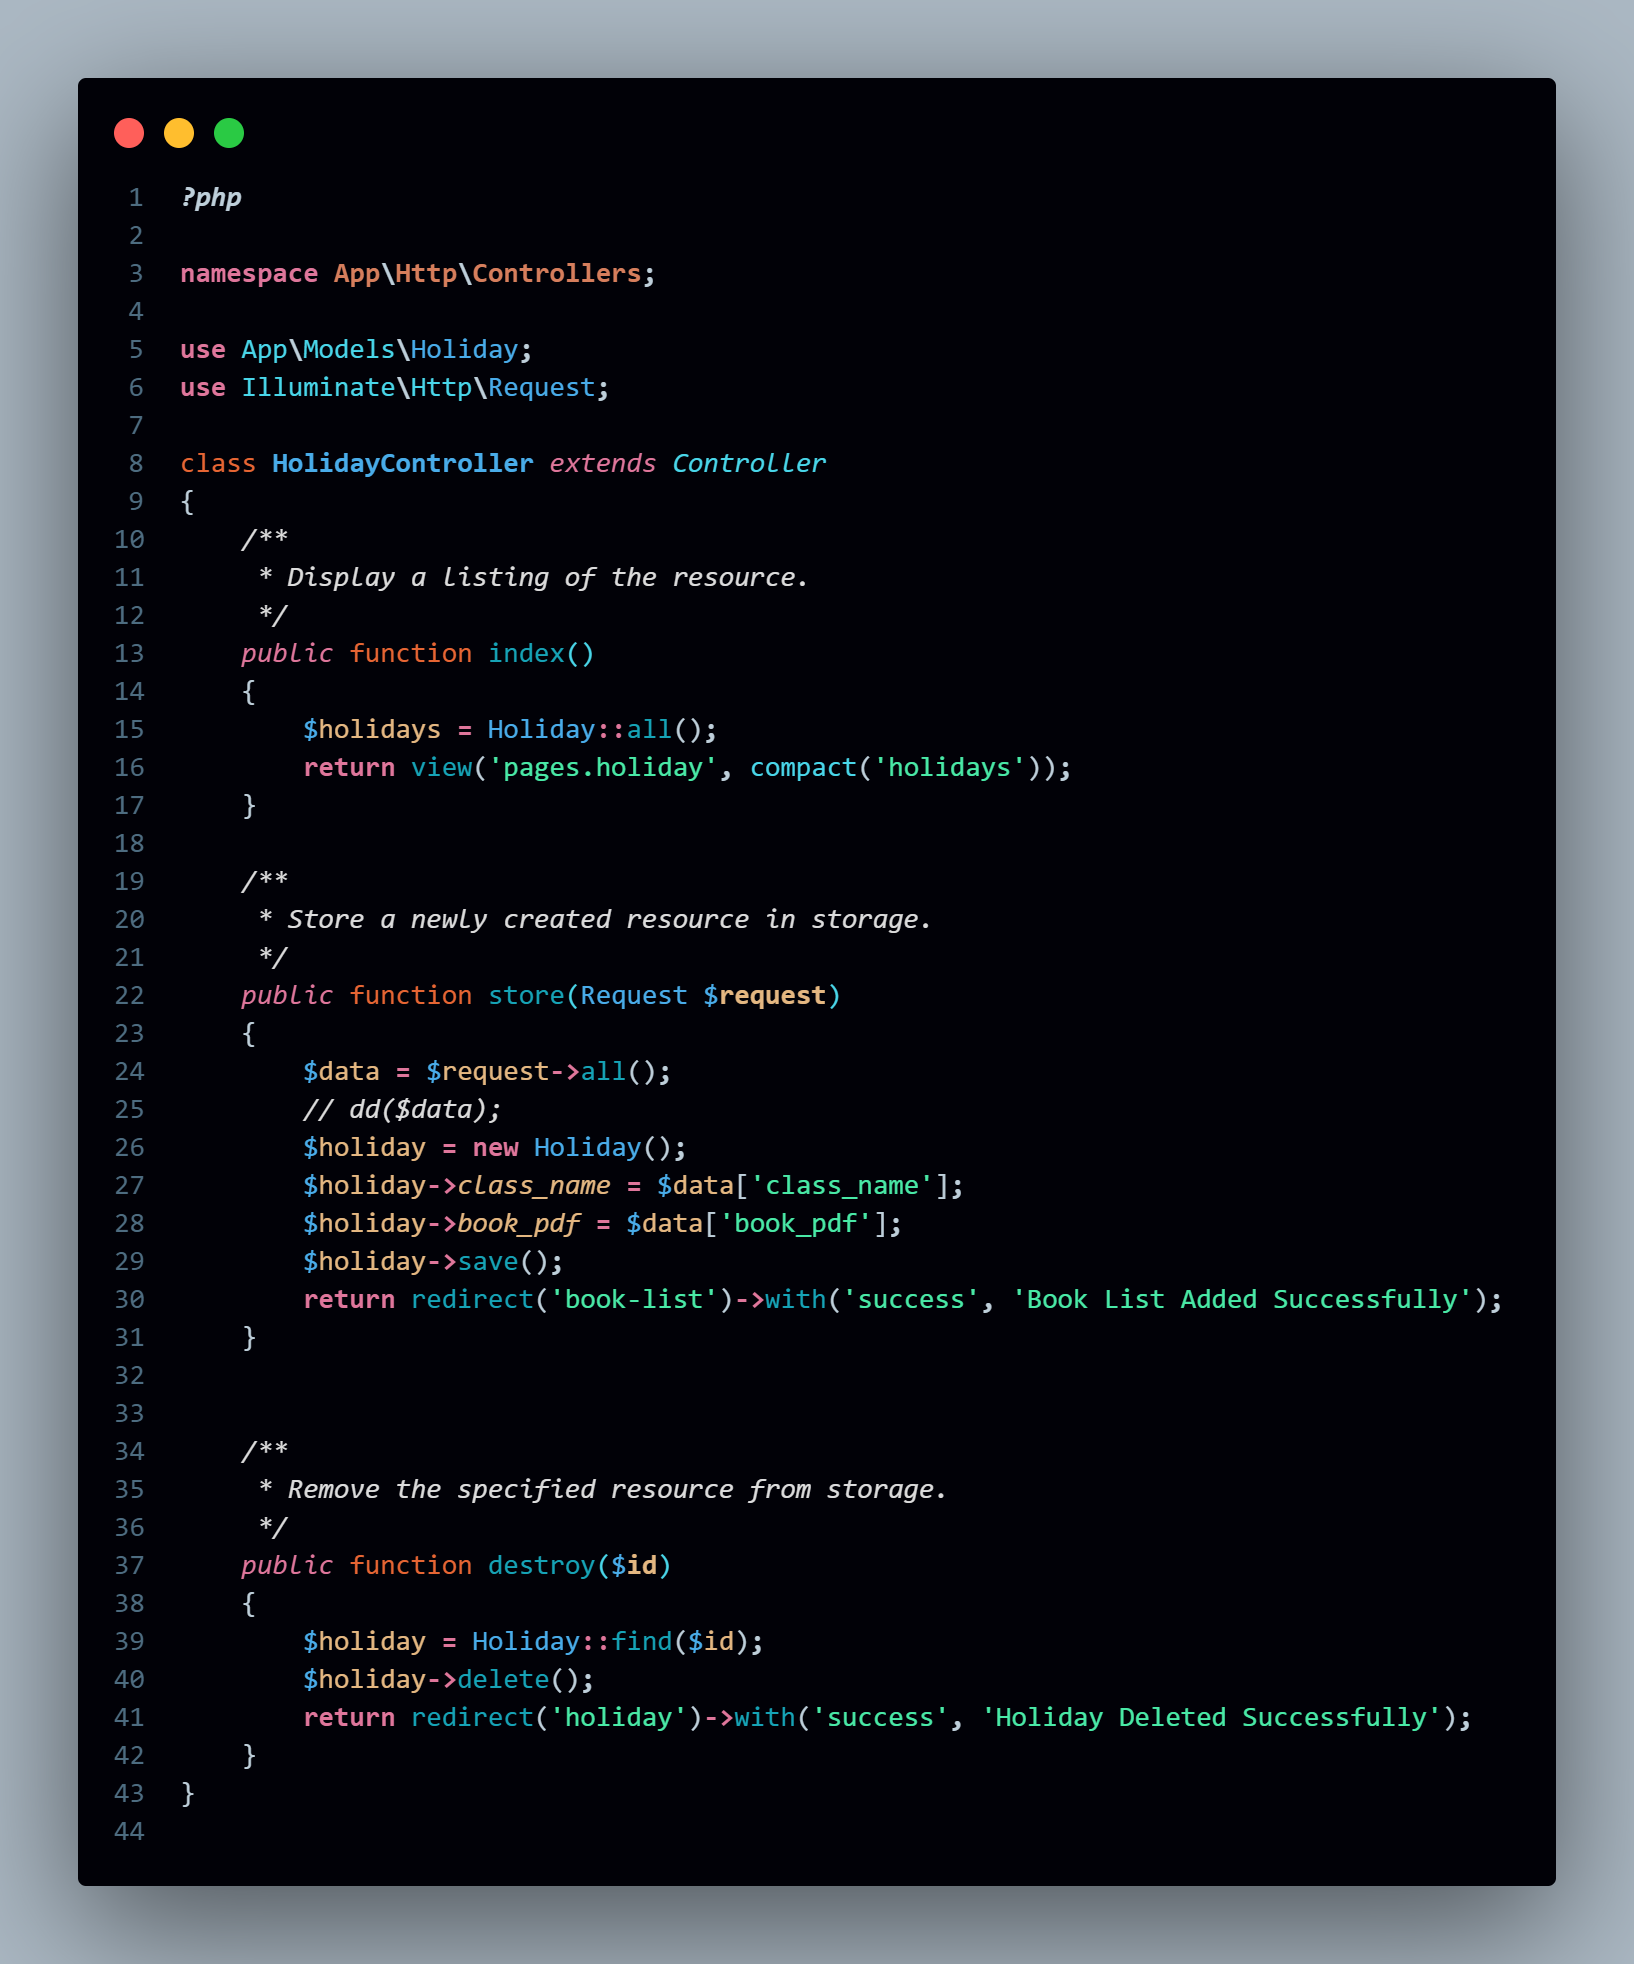 1 ?php
2
3 namespace App\Http\Controllers;
4
5 use App\Models\Holiday;
6 use Illuminate\Http\Request;
7
8 class HolidayController extends Controller
9 {
10     /**
11      * Display a listing of the resource.
12      */
13     public function index()
14     {
15         $holidays = Holiday::all();
16         return view('pages.holiday', compact('holidays'));
17     }
18
19     /**
20      * Store a newly created resource in storage.
21      */
22     public function store(Request $request)
23     {
24         $data = $request->all();
25         // dd($data);
26         $holiday = new Holiday();
27         $holiday->class_name = $data['class_name'];
28         $holiday->book_pdf = $data['book_pdf'];
29         $holiday->save();
30         return redirect('book-list')->with('success', 'Book List Added Successfully');
31     }
32
33
34     /**
35      * Remove the specified resource from storage.
36      */
37     public function destroy($id)
38     {
39         $holiday = Holiday::find($id);
40         $holiday->delete();
41         return redirect('holiday')->with('success', 'Holiday Deleted Successfully');
42     }
43 }
44